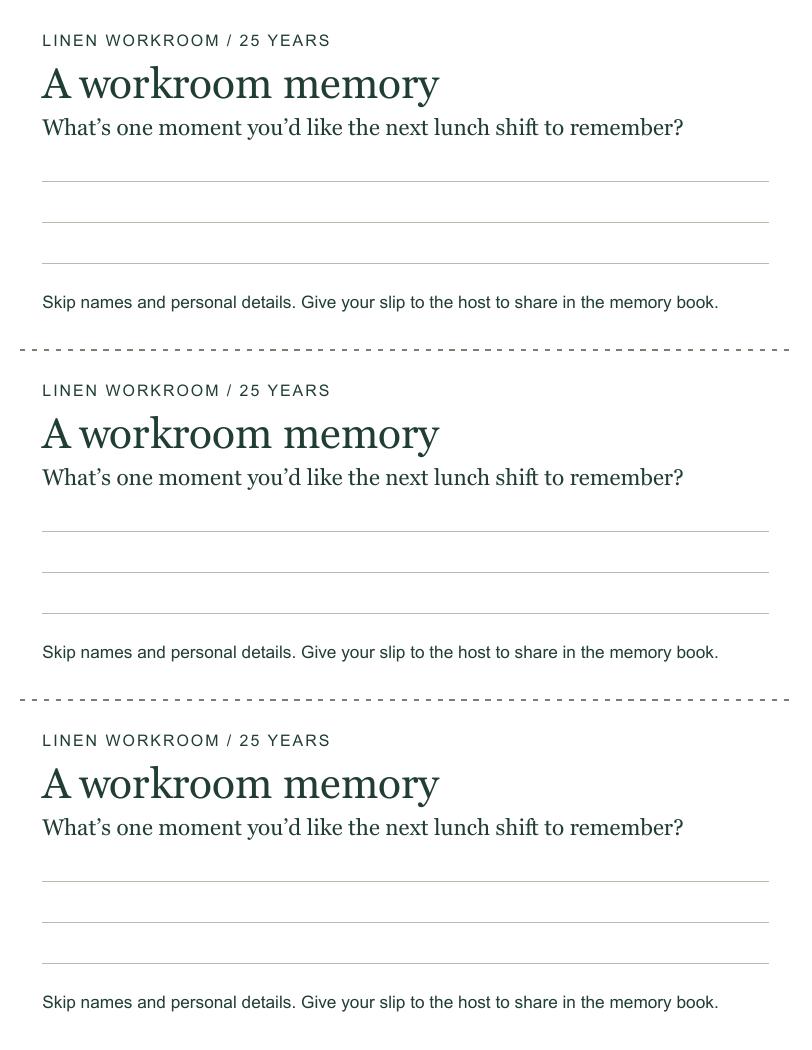 LINEN WORKROOM / 25 YEARS
A workroom memory
What’s one moment you’d like the next lunch shift to remember?
Skip names and personal details. Give your slip to the host to share in the memory book.
LINEN WORKROOM / 25 YEARS
A workroom memory
What’s one moment you’d like the next lunch shift to remember?
Skip names and personal details. Give your slip to the host to share in the memory book.
LINEN WORKROOM / 25 YEARS
A workroom memory
What’s one moment you’d like the next lunch shift to remember?
Skip names and personal details. Give your slip to the host to share in the memory book.